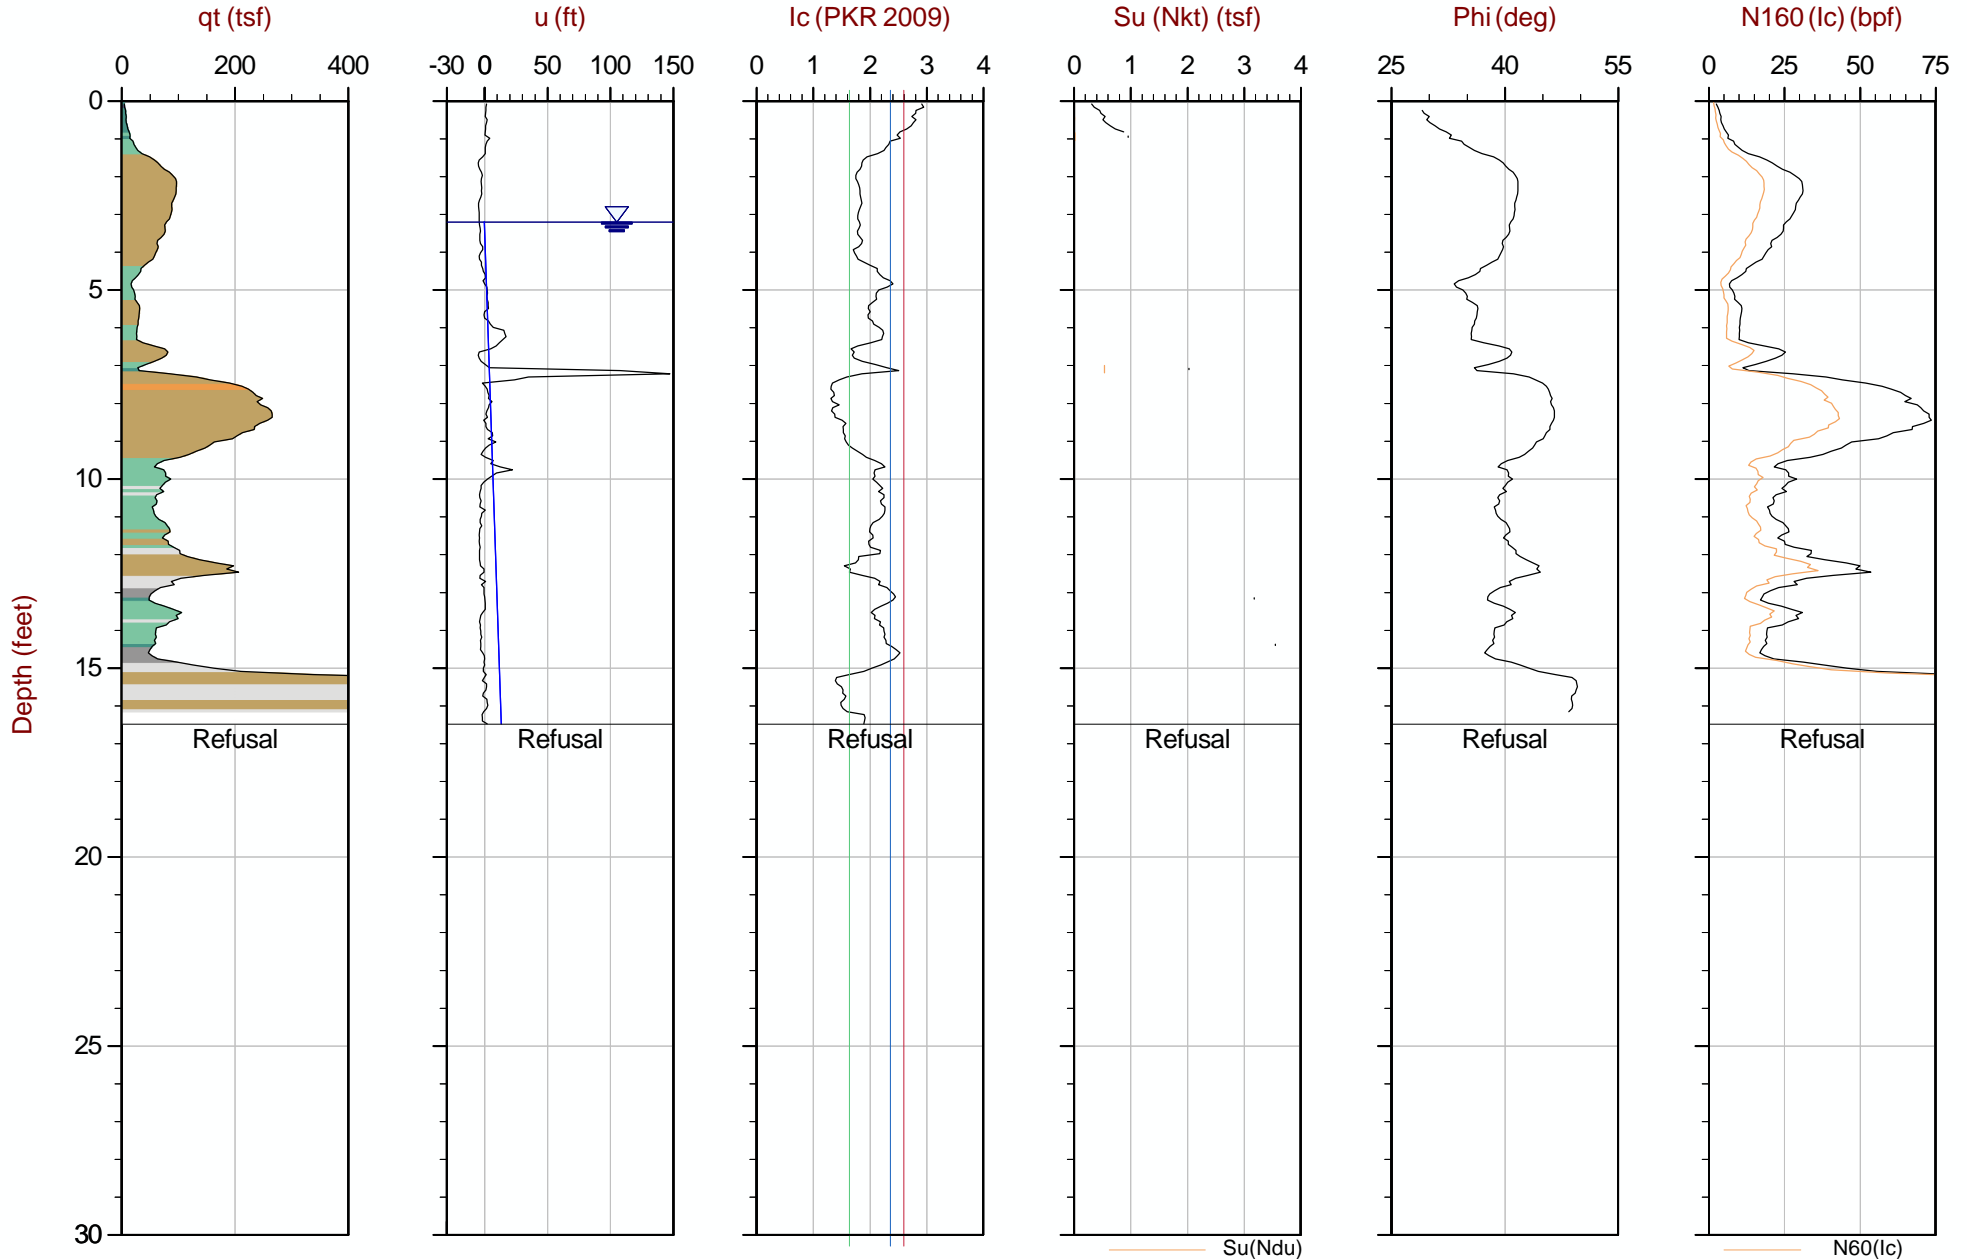 qt (tsf) u (ft) Ic (PKR 2009) Su (Nkt) (tsf) Phi (deg) N160 (Ic) (bpf)
0 200 400 -30 0 50 100 150 0 1 2 3 4 0 1 2 3 4 25 40 55 0 25 50 75
0
5
10
15
Depth (feet)
Refusal Refusal Refusal Refusal Refusal Refusal
20
25
30
Su(Ndu) N60(Ic)